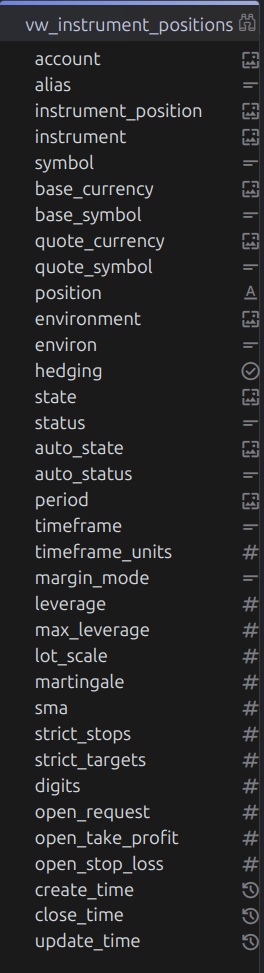 vw_instrument_positions
account
alias
instrument_position
instrument
symbol
base_currency
base_symbol
quote_currency
quote_symbol
position
environment
environ
hedging
state
status
auto_state
auto_status
period
timeframe
timeframe_units
margin_mode
leverage
max_leverage
lot_scale
martingale
sma
strict_stops
strict_targets
digits
open_request
open_take_profit
open_stop_loss
create_time
close_time
update_time